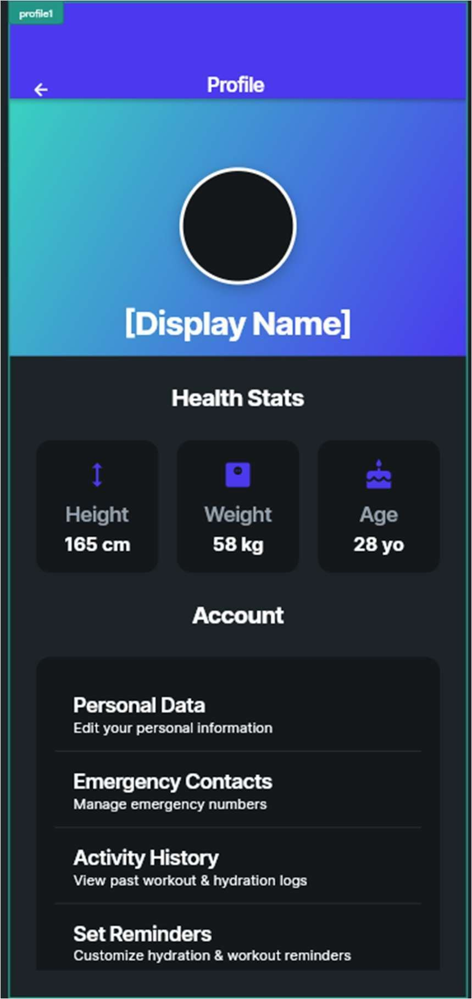 profile1
Profile
[Display Name]
Health Stats
Height
165 cm
Weight
58 kg
Age
28 yo
Account
Personal Data
Edit your personal information
Emergency Contacts
Manage emergency numbers
Activity History
View past workout & hydration logs
Set Reminders
Customize hydration & workout reminders